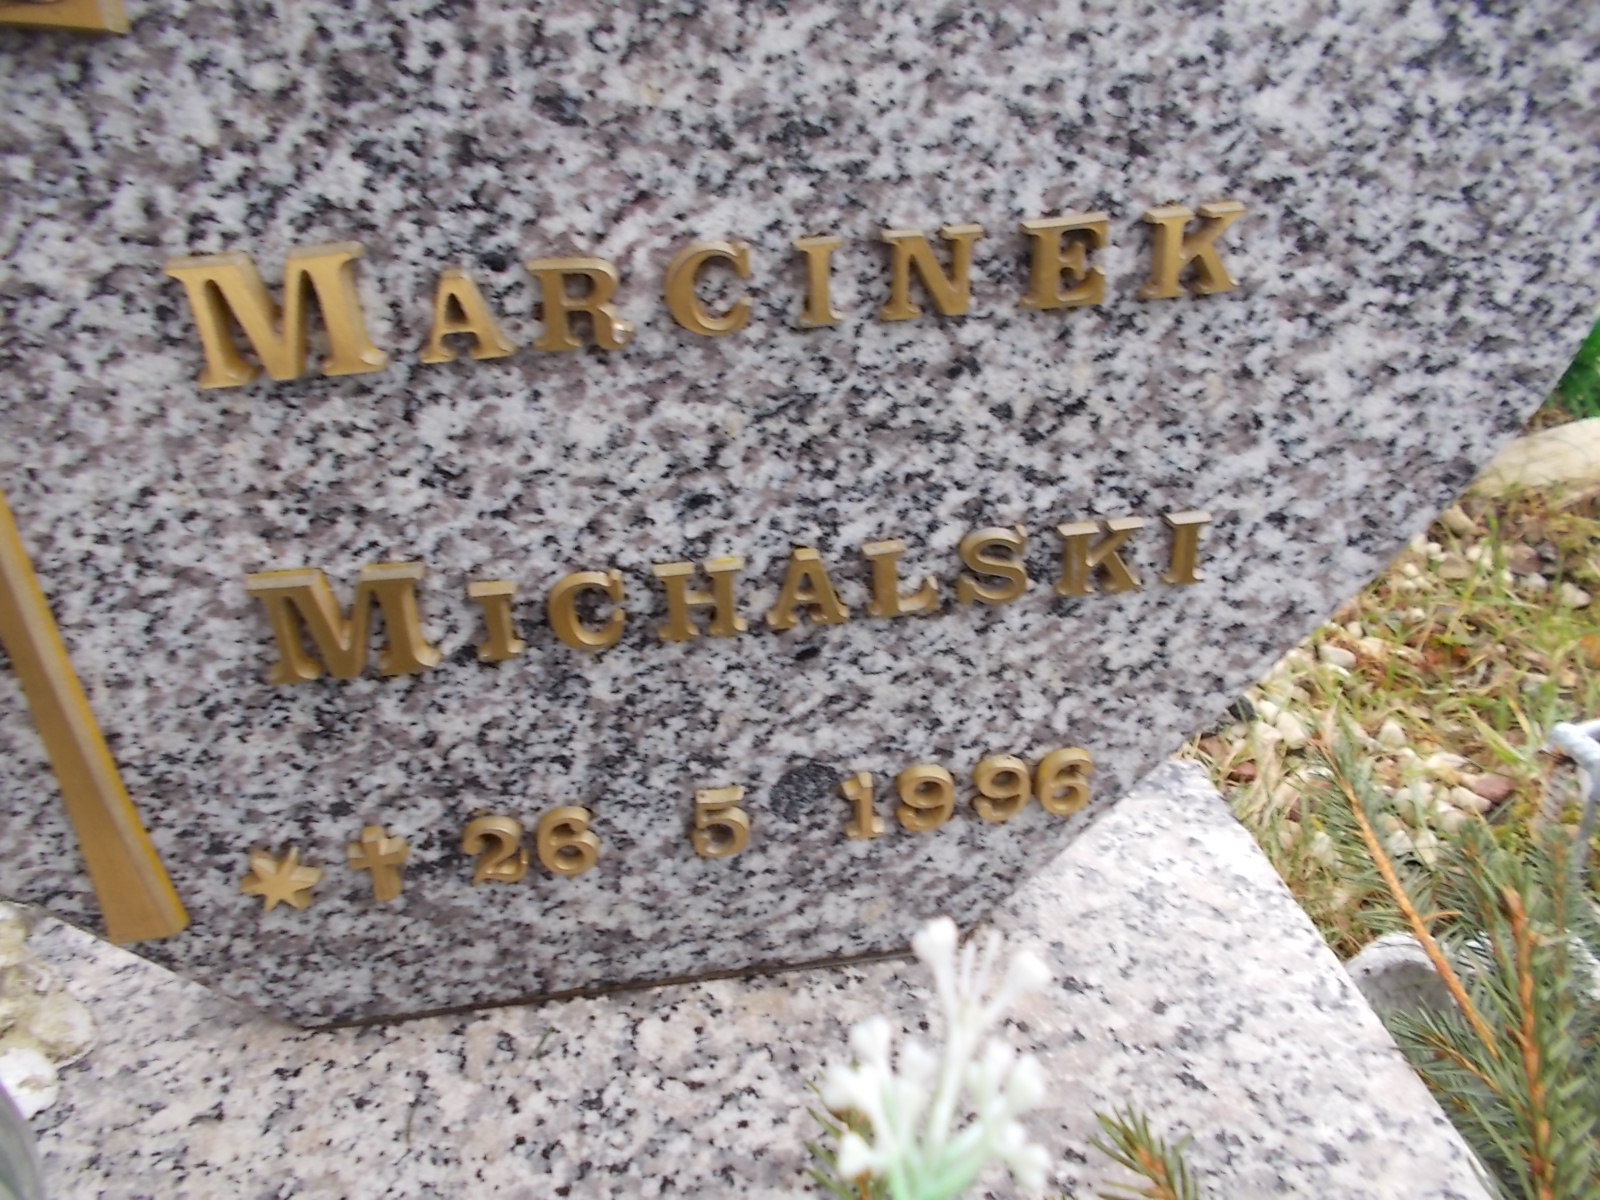 MARCINEK
MICHALSKI
* † 26 5 1996